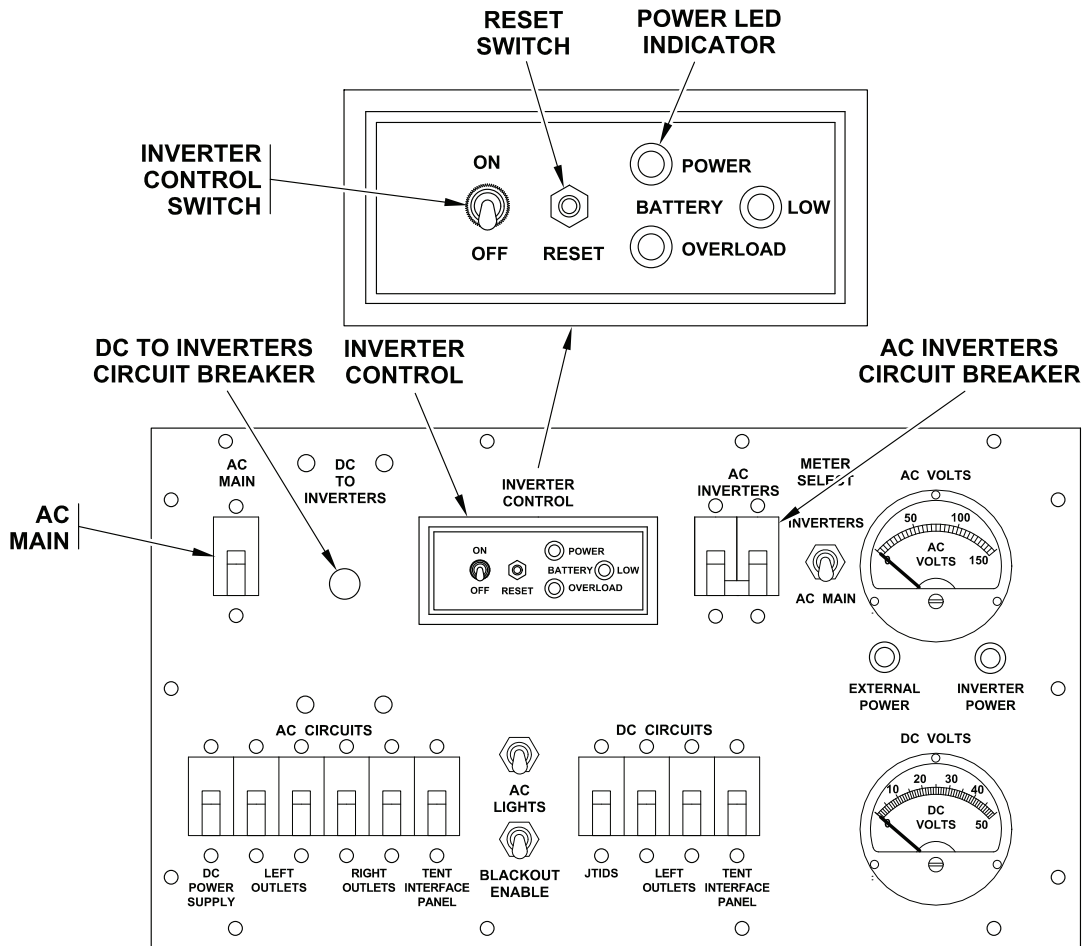 RESET
SWITCH
POWER LED
INDICATOR
INVERTER
CONTROL
SWITCH
ON
OFF
RESET
POWER
BATTERY
LOW
OVERLOAD
DC TO INVERTERS
CIRCUIT BREAKER
INVERTER
CONTROL
AC INVERTERS
CIRCUIT BREAKER
AC
MAIN
AC
MAIN
DC
TO
INVERTERS
INVERTER
CONTROL
ON
OFF
RESET
POWER
BATTERY
LOW
OVERLOAD
AC
INVERTERS
METER
SELECT
INVERTERS
AC MAIN
AC VOLTS
0
50
100
150
AC
VOLTS
EXTERNAL
POWER
INVERTER
POWER
AC CIRCUITS
DC
POWER
SUPPLY
LEFT
OUTLETS
RIGHT
OUTLETS
TENT
INTERFACE
PANEL
AC
LIGHTS
BLACKOUT
ENABLE
DC CIRCUITS
JTIDS
LEFT
OUTLETS
TENT
INTERFACE
PANEL
DC VOLTS
0
10
20
30
40
50
DC
VOLTS